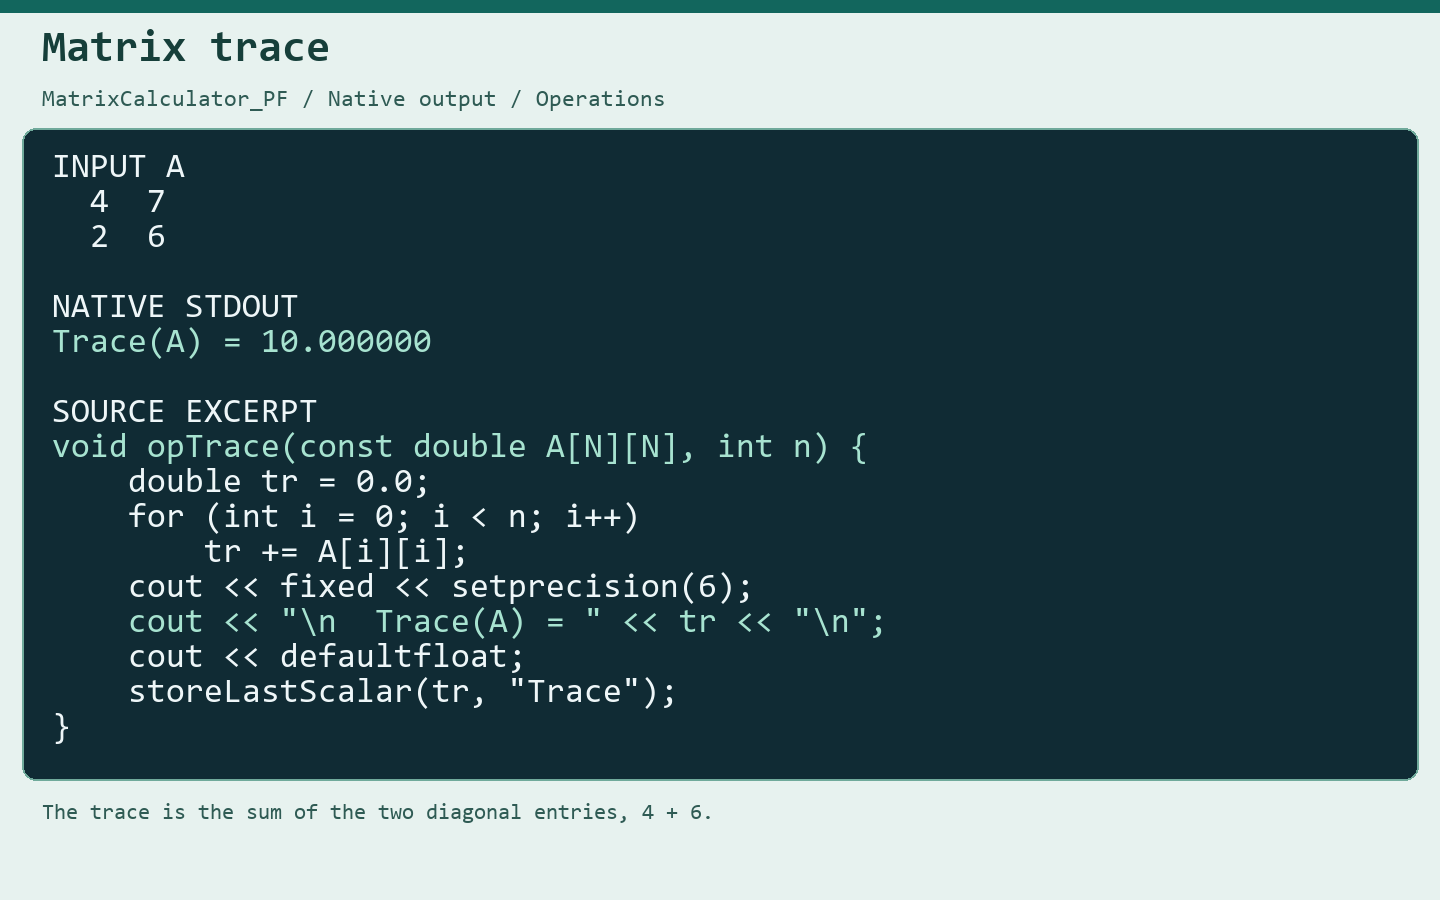 Matrix trace
MatrixCalculator_PF / Native output / Operations
INPUT A
  4  7
  2  6
NATIVE STDOUT
Trace(A) = 10.000000
SOURCE EXCERPT
void opTrace(const double A[N][N], int n) {
    double tr = 0.0;
    for (int i = 0; i < n; i++)
        tr += A[i][i];
    cout << fixed << setprecision(6);
    cout << "\n  Trace(A) = " << tr << "\n";
    cout << defaultfloat;
    storeLastScalar(tr, "Trace");
}
The trace is the sum of the two diagonal entries, 4 + 6.